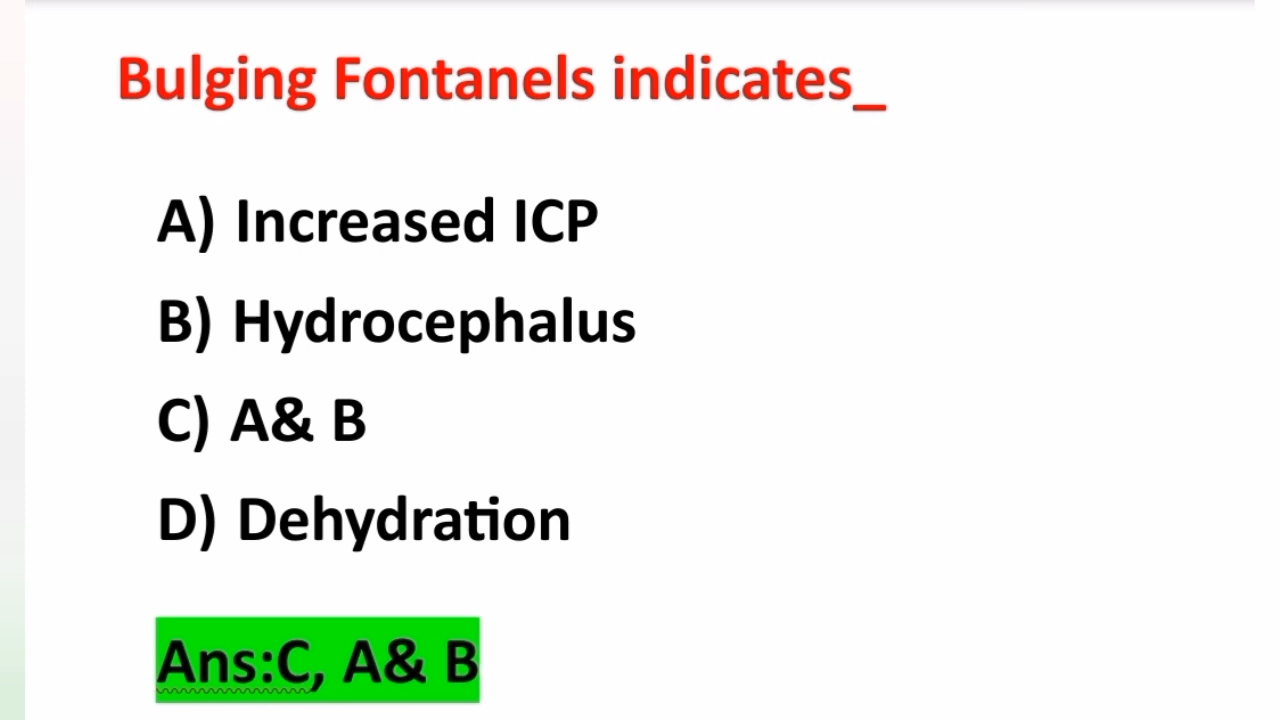 Bulging Fontanels indicates_
A) Increased ICP
B) Hydrocephalus
C) A& B
D) Dehydration
Ans:C, A& B